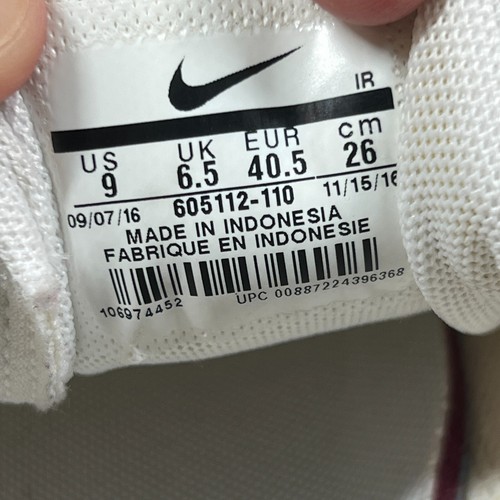 IR
US UK EUR cm
9 6.5 40.5 26
09/07/16 605112-110 11/15/16
MADE IN INDONESIA
FABRIQUE EN INDONESIE
106974452 UPC 00887224396368